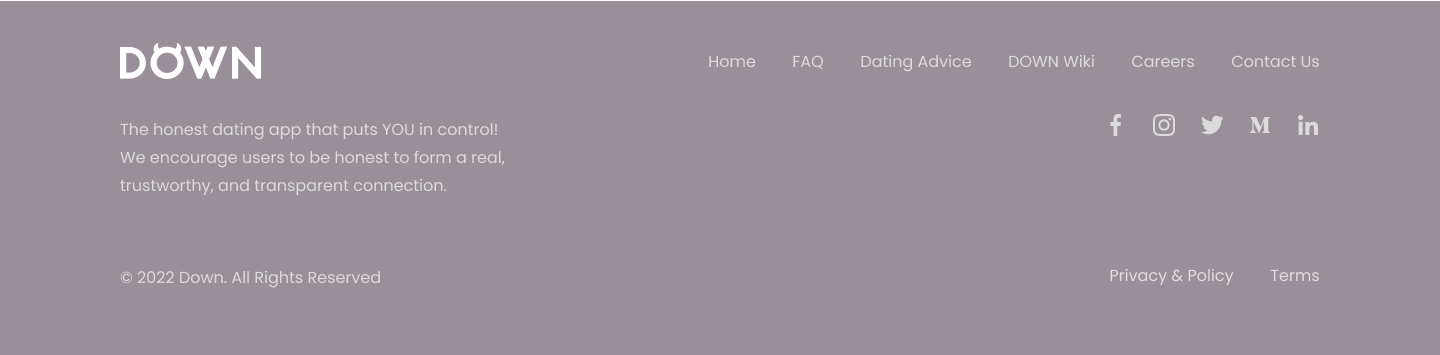 DOWN
Home FAQ Dating Advice DOWN Wiki Careers Contact Us
The honest dating app that puts YOU in control!
We encourage users to be honest to form a real,
trustworthy, and transparent connection.
© 2022 Down. All Rights Reserved
Privacy & Policy Terms